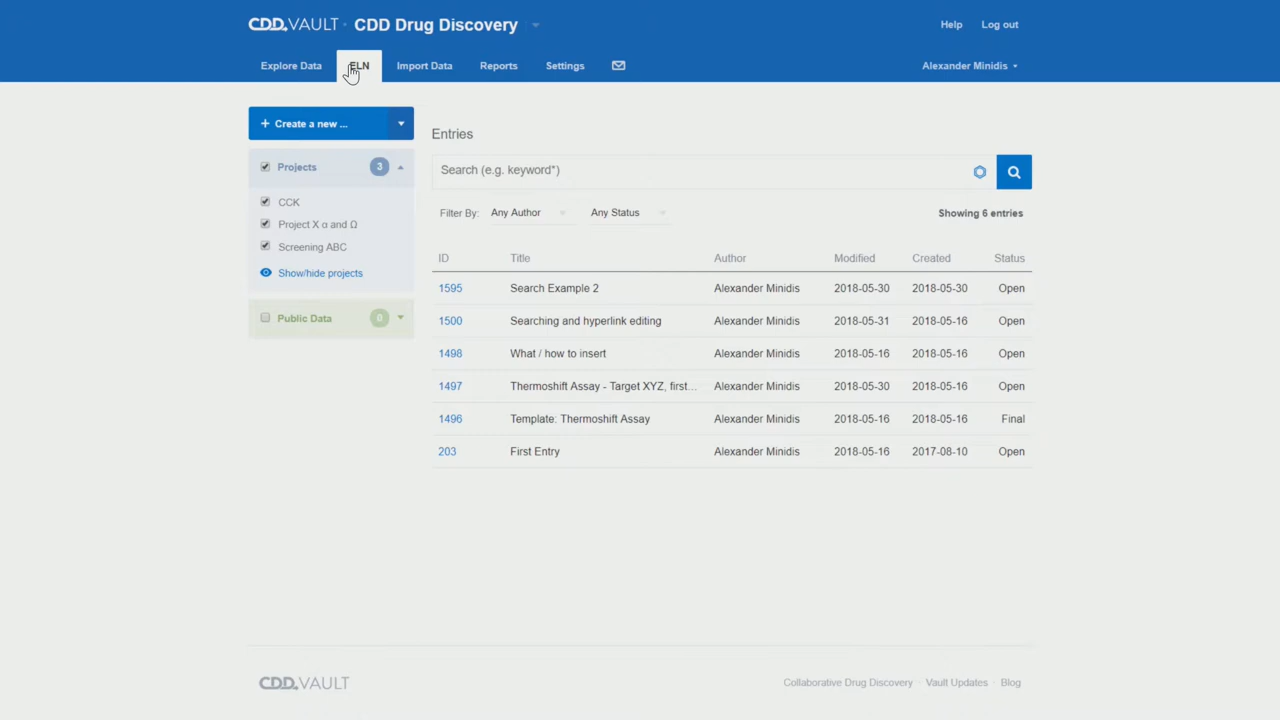 CDD. VAULT · CDD Drug Discovery
Help Log out
Explore Data ELN Import Data Reports Settings Alexander Minidis
+ Create a new ...
Entries
Projects 3
Search (e.g. keyword*)
CCK
Project X α and Ω
Screening ABC
Show/hide projects
Public Data 0
Filter By: Any Author Any Status Showing 6 entries
ID Title Author Modified Created Status
1595 Search Example 2 Alexander Minidis 2018-05-30 2018-05-30 Open
1500 Searching and hyperlink editing Alexander Minidis 2018-05-31 2018-05-16 Open
1498 What / how to insert Alexander Minidis 2018-05-16 2018-05-16 Open
1497 Thermoshift Assay - Target XYZ, first... Alexander Minidis 2018-05-30 2018-05-16 Open
1496 Template: Thermoshift Assay Alexander Minidis 2018-05-16 2018-05-16 Final
203 First Entry Alexander Minidis 2018-05-16 2017-08-10 Open
CDD. VAULT
Collaborative Drug Discovery · Vault Updates · Blog